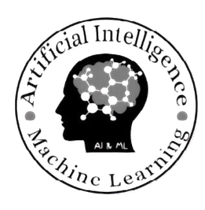 Artificial Intelligence
AI & ML
Machine Learning